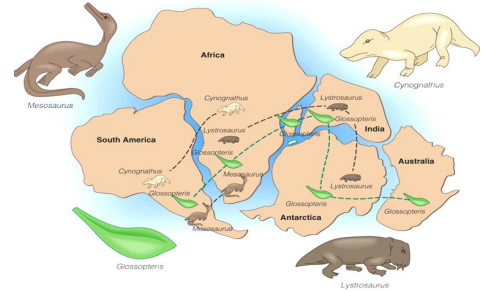 Africa
Mesosaurus
Cynognathus
Cynognathus
Lystrosaurus
Lystrosaurus
Glossopteris
Glossopteris
India
South America
Glossopteris
Australia
Cynognathus
Mesosaurus
Lystrosaurus
Glossopteris
Glossopteris
Glossopteris
Antarctica
Mesosaurus
Glossopteris
Lystrosaurus